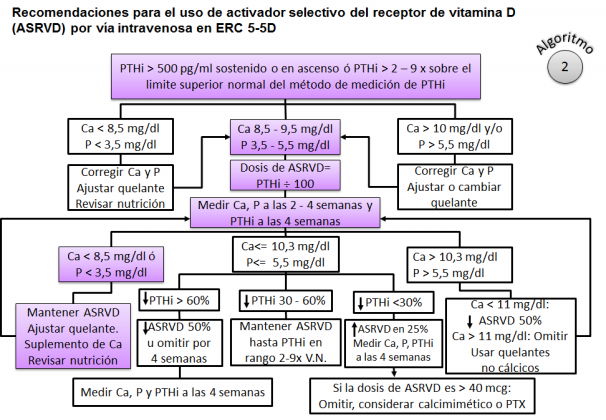 Recomendaciones para el uso de activador selectivo del receptor de vitamina D
(ASRVD) por vía intravenosa en ERC 5-5D
Algoritmo
2
PTHi > 500 pg/ml sostenido o en ascenso ó PTHi > 2 – 9 x sobre el
limite superior normal del método de medición de PTHi
Ca < 8,5 mg/dl
P < 3,5 mg/dl
Ca 8,5 - 9,5 mg/dl
P 3,5 - 5,5 mg/dl
Ca > 10 mg/dl y/o
P > 5,5 mg/dl
Corregir Ca y P
Ajustar quelante
Revisar nutrición
Dosis de ASRVD=
PTHi ÷ 100
Corregir Ca y P
Ajustar o cambiar
quelante
Medir Ca, P a las 2 - 4 semanas y
PTHi a las 4 semanas
Ca < 8,5 mg/dl ó
P < 3,5 mg/dl
Ca<= 10,3 mg/dl
P<= 5,5 mg/dl
Ca > 10,3 mg/dl
P > 5,5 mg/dl
Mantener ASRVD
Ajustar quelante.
Suplemento de Ca
Revisar nutrición
↓PTHi > 60%
↓PTHi 30 - 60%
↓PTHi <30%
↓ASRVD 50%
u omitir por
4 semanas
Mantener ASRVD
hasta PTHi en
rango 2-9x V.N.
↑ASRVD en 25%
Medir Ca, P, PTHi
a las 4 semanas
Ca < 11 mg/dl:
↓ ASRVD 50%
Ca > 11 mg/dl: Omitir
Usar quelantes
no cálcicos
Medir Ca, P y PTHi a las 4 semanas
Si la dosis de ASRVD es > 40 mcg:
Omitir, considerar calcimimético o PTX